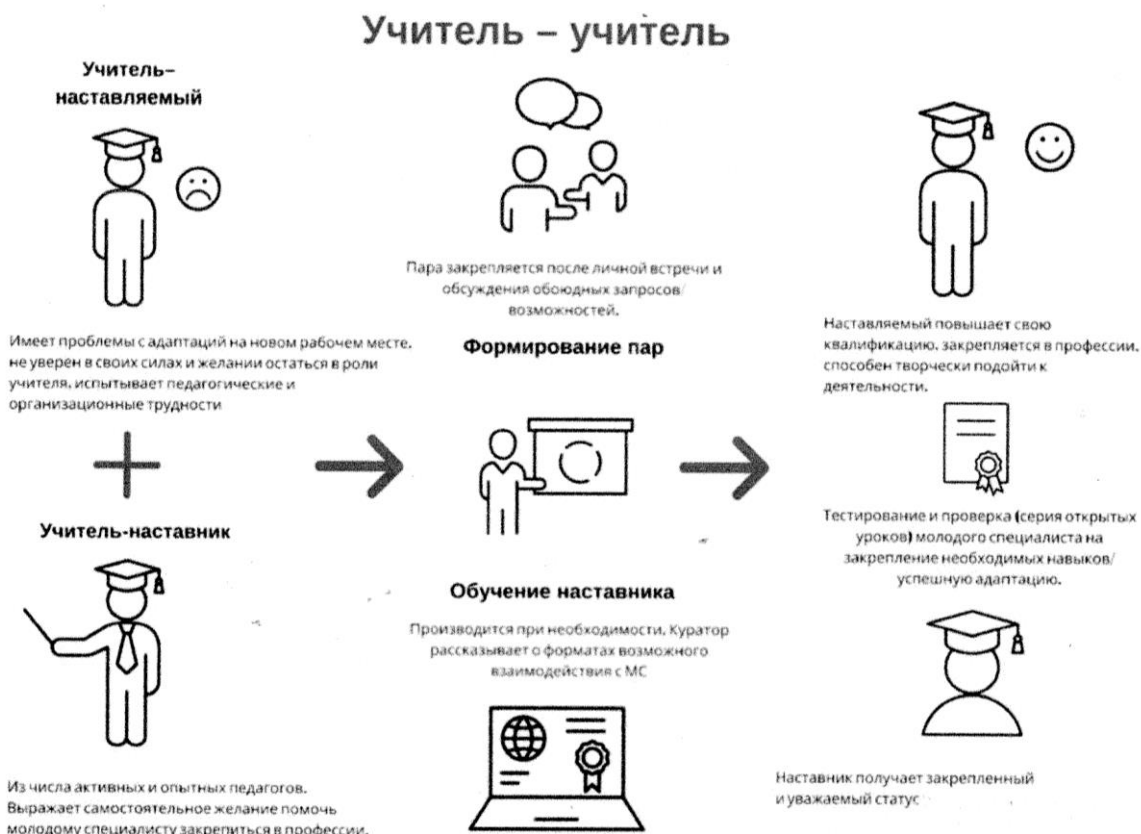 Учитель – учитель
Учитель–
наставляемый
Имеет проблемы с адаптаций на новом рабочем месте,
не уверен в своих силах и желании остаться в роли
учителя, испытывает педагогические и
организационные трудности
Учитель-наставник
Из числа активных и опытных педагогов.
Выражает самостоятельное желание помочь
молодому специалисту закрепиться в профессии.
Пара закрепляется после личной встречи и
обсуждения обоюдных запросов/
возможностей.
Формирование пар
Обучение наставника
Производится при необходимости. Куратор
рассказывает о форматах возможного
взаимодействия с МС
Наставляемый повышает свою
квалификацию, закрепляется в профессии,
способен творчески подойти к
деятельности.
Тестирование и проверка (серия открытых
уроков) молодого специалиста на
закрепление необходимых навыков/
успешную адаптацию.
Наставник получает закрепленный
и уважаемый статус